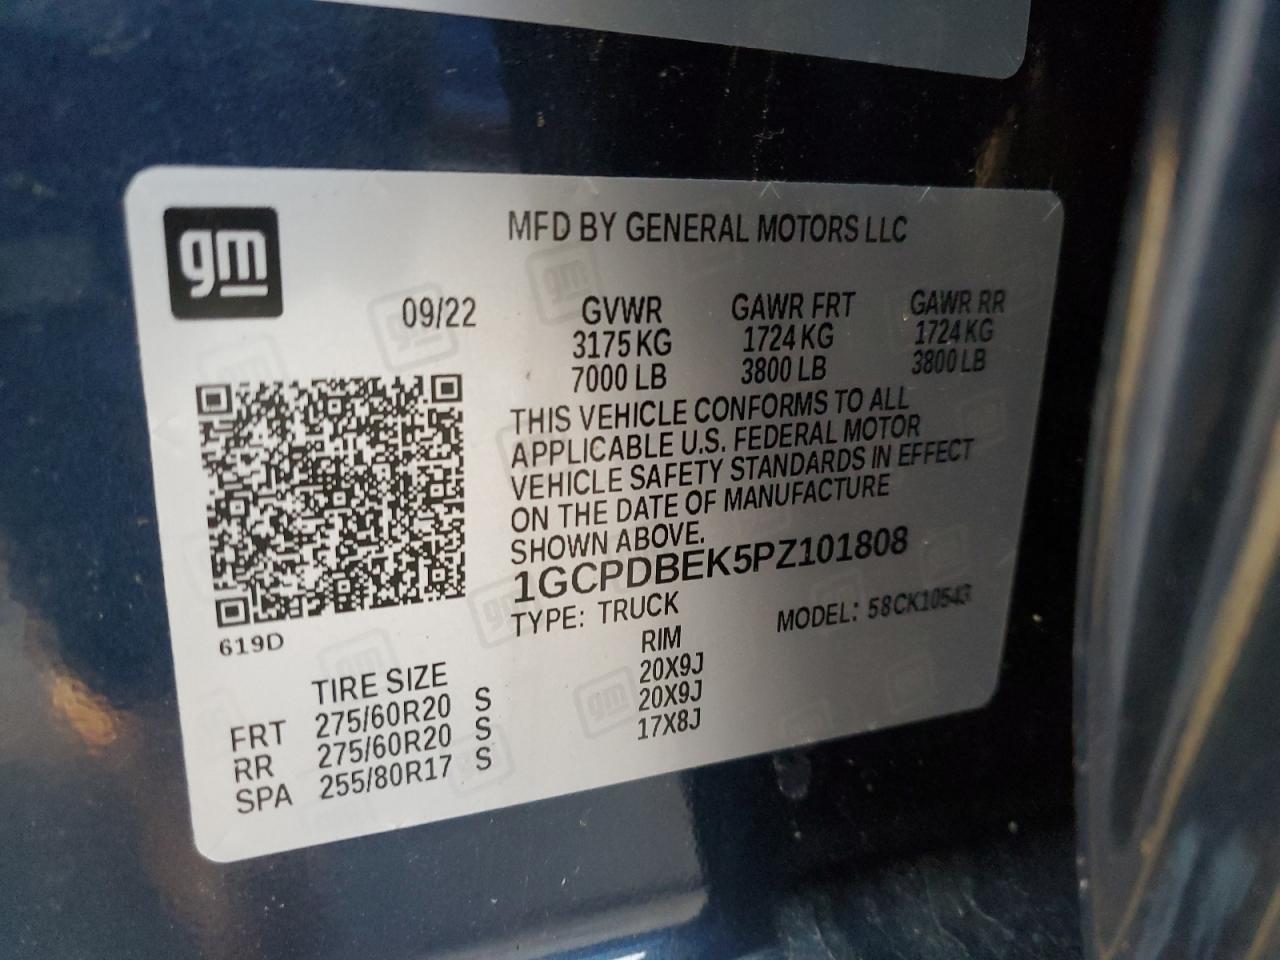 gm
MFD BY GENERAL MOTORS LLC
09/22 GVWR GAWR FRT GAWR RR
3175 KG 1724 KG 1724 KG
7000 LB 3800 LB 3800 LB
THIS VEHICLE CONFORMS TO ALL
APPLICABLE U.S. FEDERAL MOTOR
VEHICLE SAFETY STANDARDS IN EFFECT
ON THE DATE OF MANUFACTURE
SHOWN ABOVE.
1GCPDBEK5PZ101808
TYPE: TRUCK MODEL: 58CK10543
619D
TIRE SIZE RIM
FRT 275/60R20 S 20X9J
RR 275/60R20 S 20X9J
SPA 255/80R17 S 17X8J